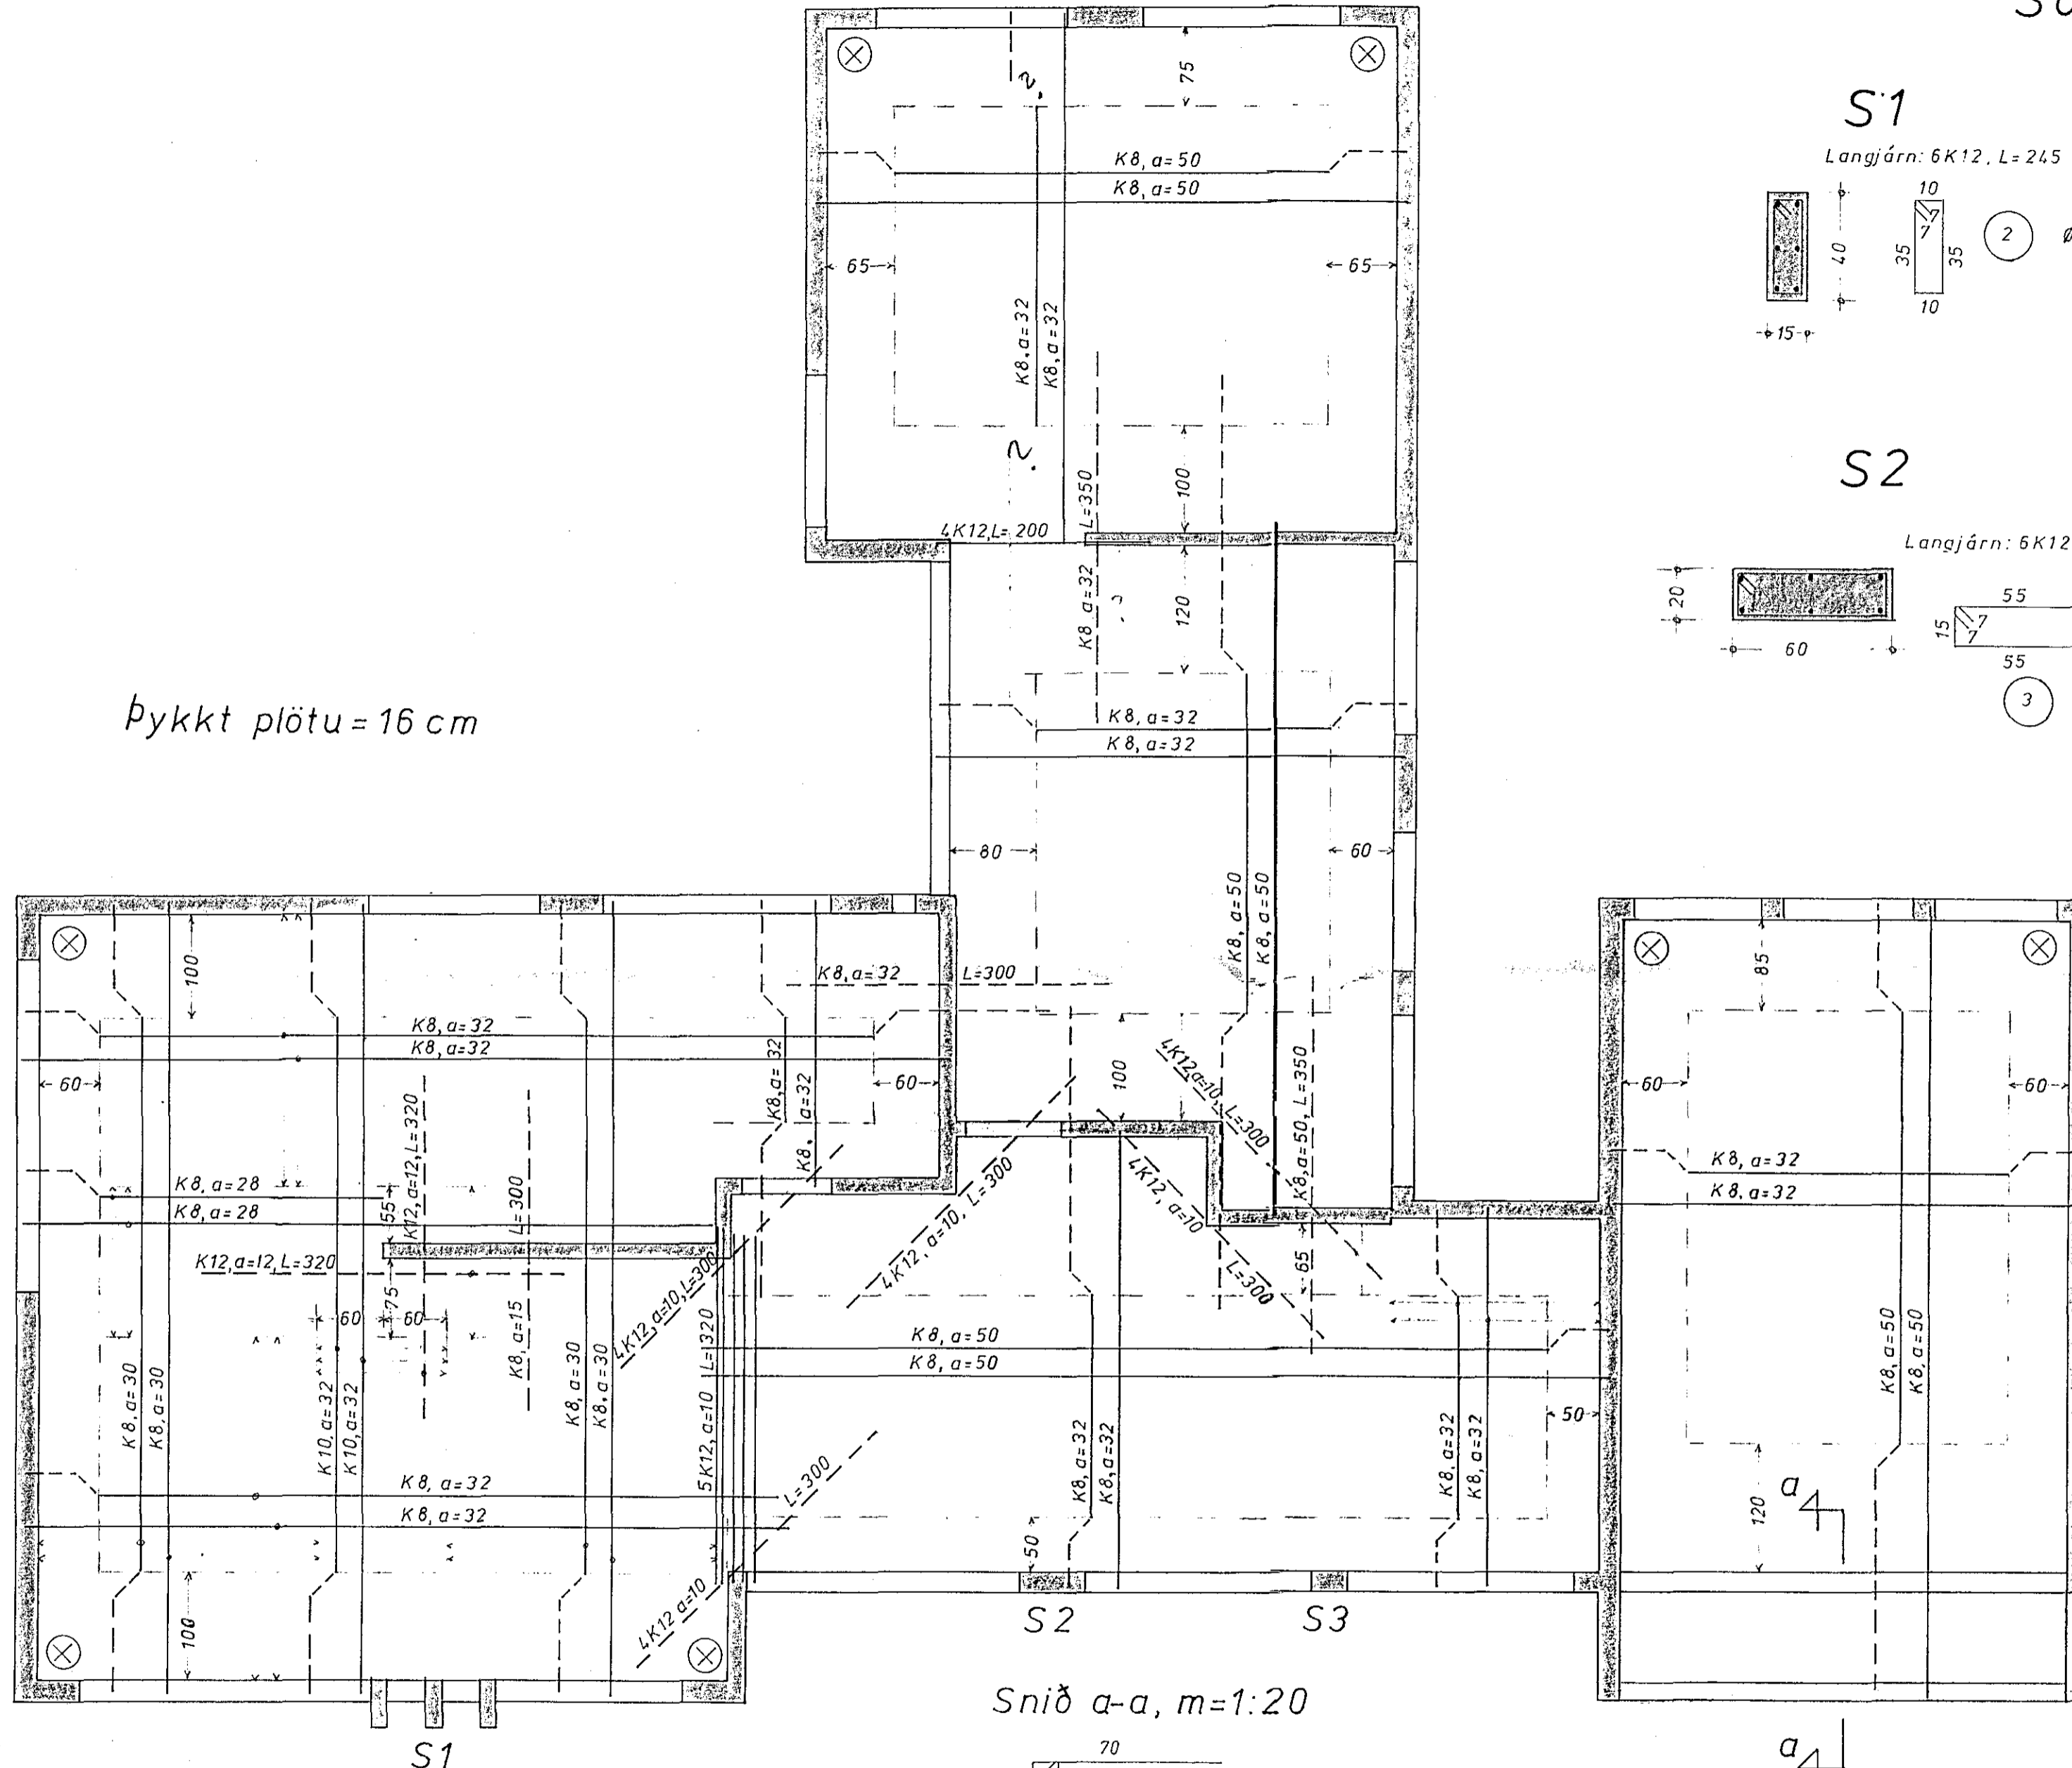 S1
Langjárn: 6K12, L=245
10
7
7
35
35
10
2
40
15
S2
Langjárn: 6K12
20
60
55
15
7
7
55
3
Þykkt plötu = 16 cm
75
K8, a=50
K8, a=50
65
65
K8, a=32
K8, a=32
?
?
100
L=350
4K12, L=200
K8 a=32
120
K8, a=32
K8, a=32
80
60
K8, a=50
K8, a=50
K8, a=32
L=300
100
K8, a=32
K8, a=32
60
60
K8, a=32
K8, a=32
K12, a=12, L=320
L=300
K8, a=15
K8, a=28
K8, a=28
55
K12, a=12, L=320
75
60
60
4K12, a=10, L=300
4K12, a=10, L=300
100
4K12, a=10, L=300
K8, a=50, L=350
4K12, a=10
L=300
65
K8, a=30
K8, a=30
K10, a=32
K10, a=32
K8, a=30
K8, a=30
5K12, a=10 L=320
K8, a=50
K8, a=50
50
K8, a=32
K8, a=32
K8, a=32
K8, a=32
K8, a=32
K8, a=32
L=300
4K12 a=10
50
100
85
60
60
K8, a=32
K8, a=32
K8, a=50
K8, a=50
120
a
S2
S3
S1
Snið a-a, m=1:20
70
a